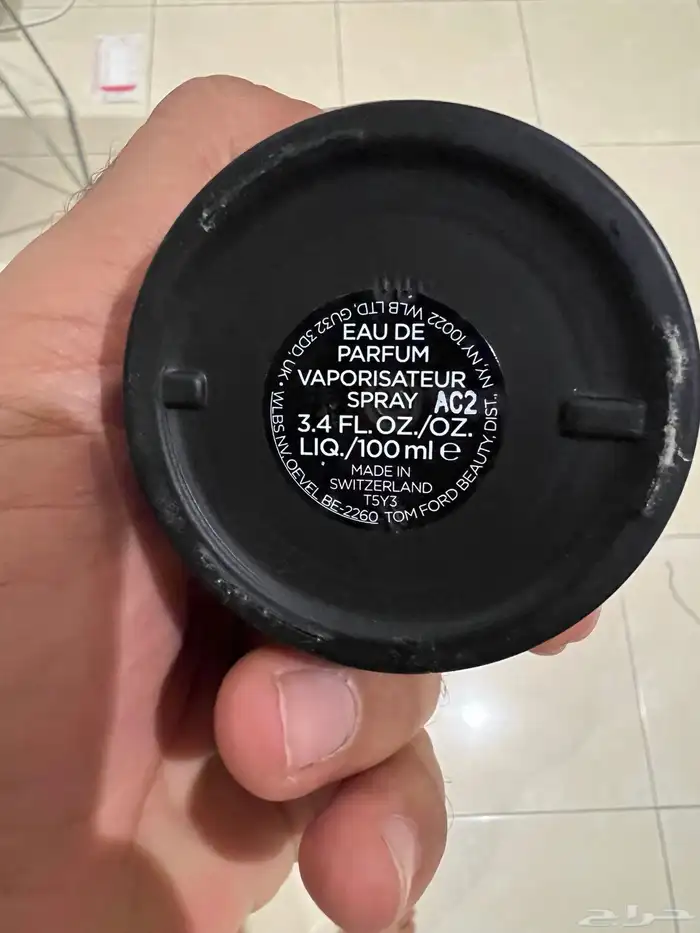 EAU DE
PARFUM
VAPORISATEUR
SPRAY AC2
3.4 FL.OZ./OZ.
LIQ./100 ml ℮
MADE IN
SWITZERLAND
T5Y3
TOM FORD BEAUTY, DIST., NY, NY 10022 WLB LTD, GU32 3DD, UK • WLBS, NV, OEVEL BE-2260
حراج